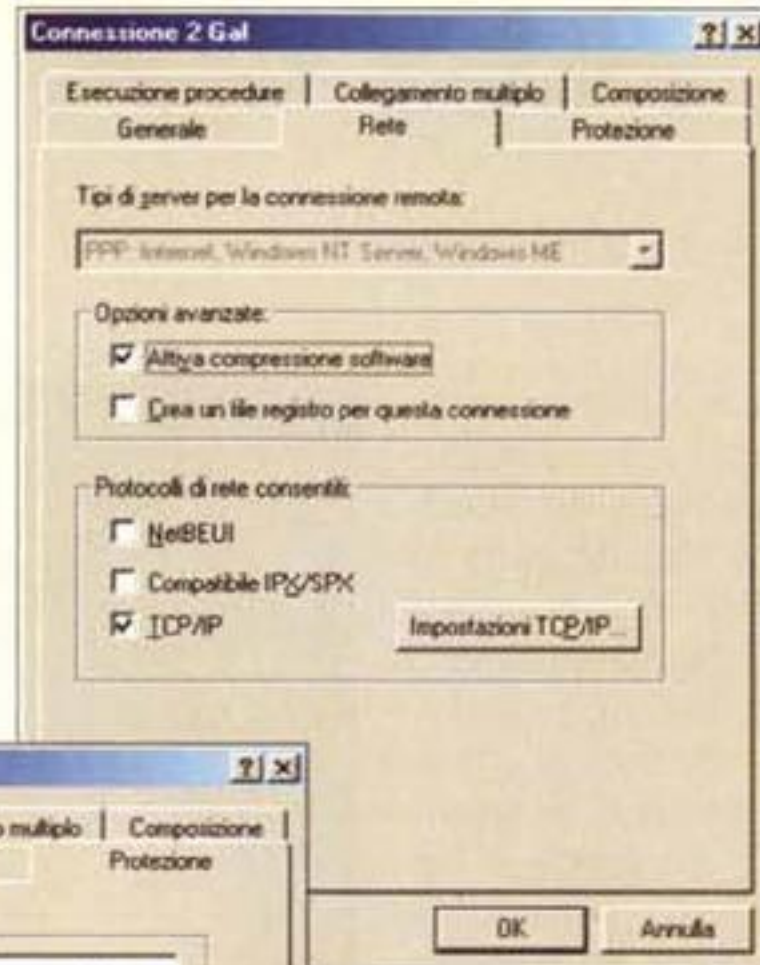 Connessione 2 Gal
Esecuzione procedure | Collegamento multiplo | Composizione
Generale Rete Protezione
Tipi di server per la connessione remota:
PPP: Internet, Windows NT Server, Windows ME
Opzioni avanzate:
Attiva compressione software
Crea un file registro per questa connessione
Protocolli di rete consentiti:
NetBEUI
Compatibile IPX/SPX
TCP/IP
Impostazioni TCP/IP...
multiplo | Composizione
Protezione
OK
Annulla